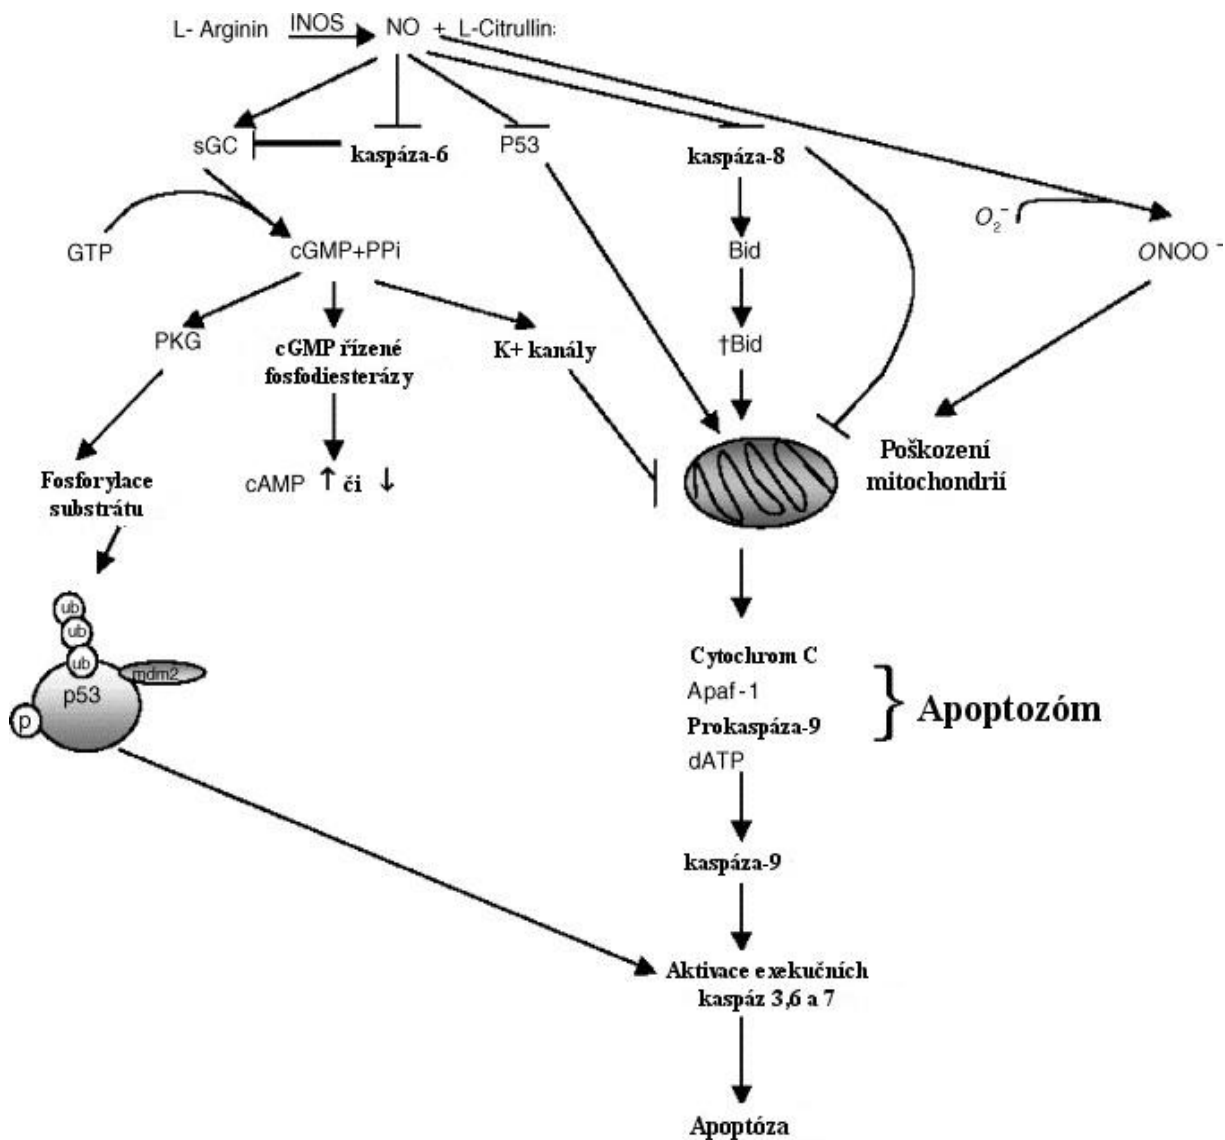 L- Arginin INOS NO + L-Citrullin:
sGC
kaspáza-6
P53
kaspáza-8
O2−
GTP
cGMP+PPi
Bid
ONOO −
PKG
cGMP řízené
fosfodiesterázy
K+ kanály
†Bid
Fosforylace
substrátu
cAMP ↑ či ↓
Poškození
mitochondrií
ub
ub
ub
mdm2
p53
p
Cytochrom C
Apaf-1
Prokaspáza-9
dATP
} Apoptozóm
kaspáza-9
Aktivace exekučních
kaspáz 3,6 a 7
Apoptóza